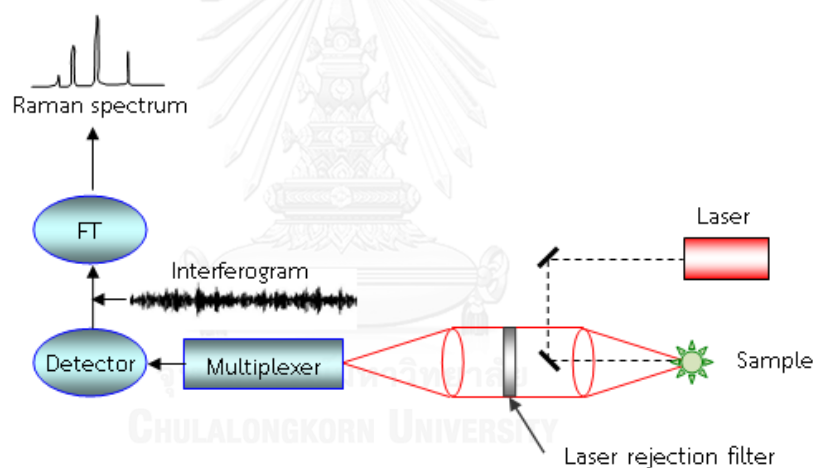 Raman spectrum
FT
Laser
Interferogram
Detector
Multiplexer
Sample
CHULALONGKORN UNIVERSITY
Laser rejection filter